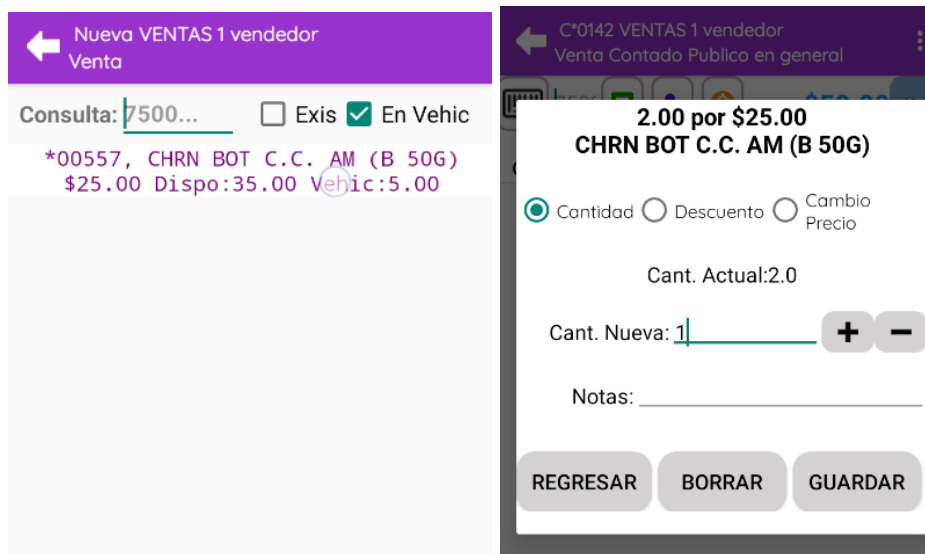 Nueva VENTAS 1 vendedor
Venta
Consulta: 7500... Exis En Vehic
*00557, CHRN BOT C.C. AM (B 50G)
$25.00 Dispo:35.00 Vehic:5.00
C*0142 VENTAS 1 vendedor
Venta Contado Publico en general
2.00 por $25.00
CHRN BOT C.C. AM (B 50G)
Cantidad Descuento Cambio
Precio
Cant. Actual:2.0
Cant. Nueva: 1 + −
Notas:
REGRESAR BORRAR GUARDAR